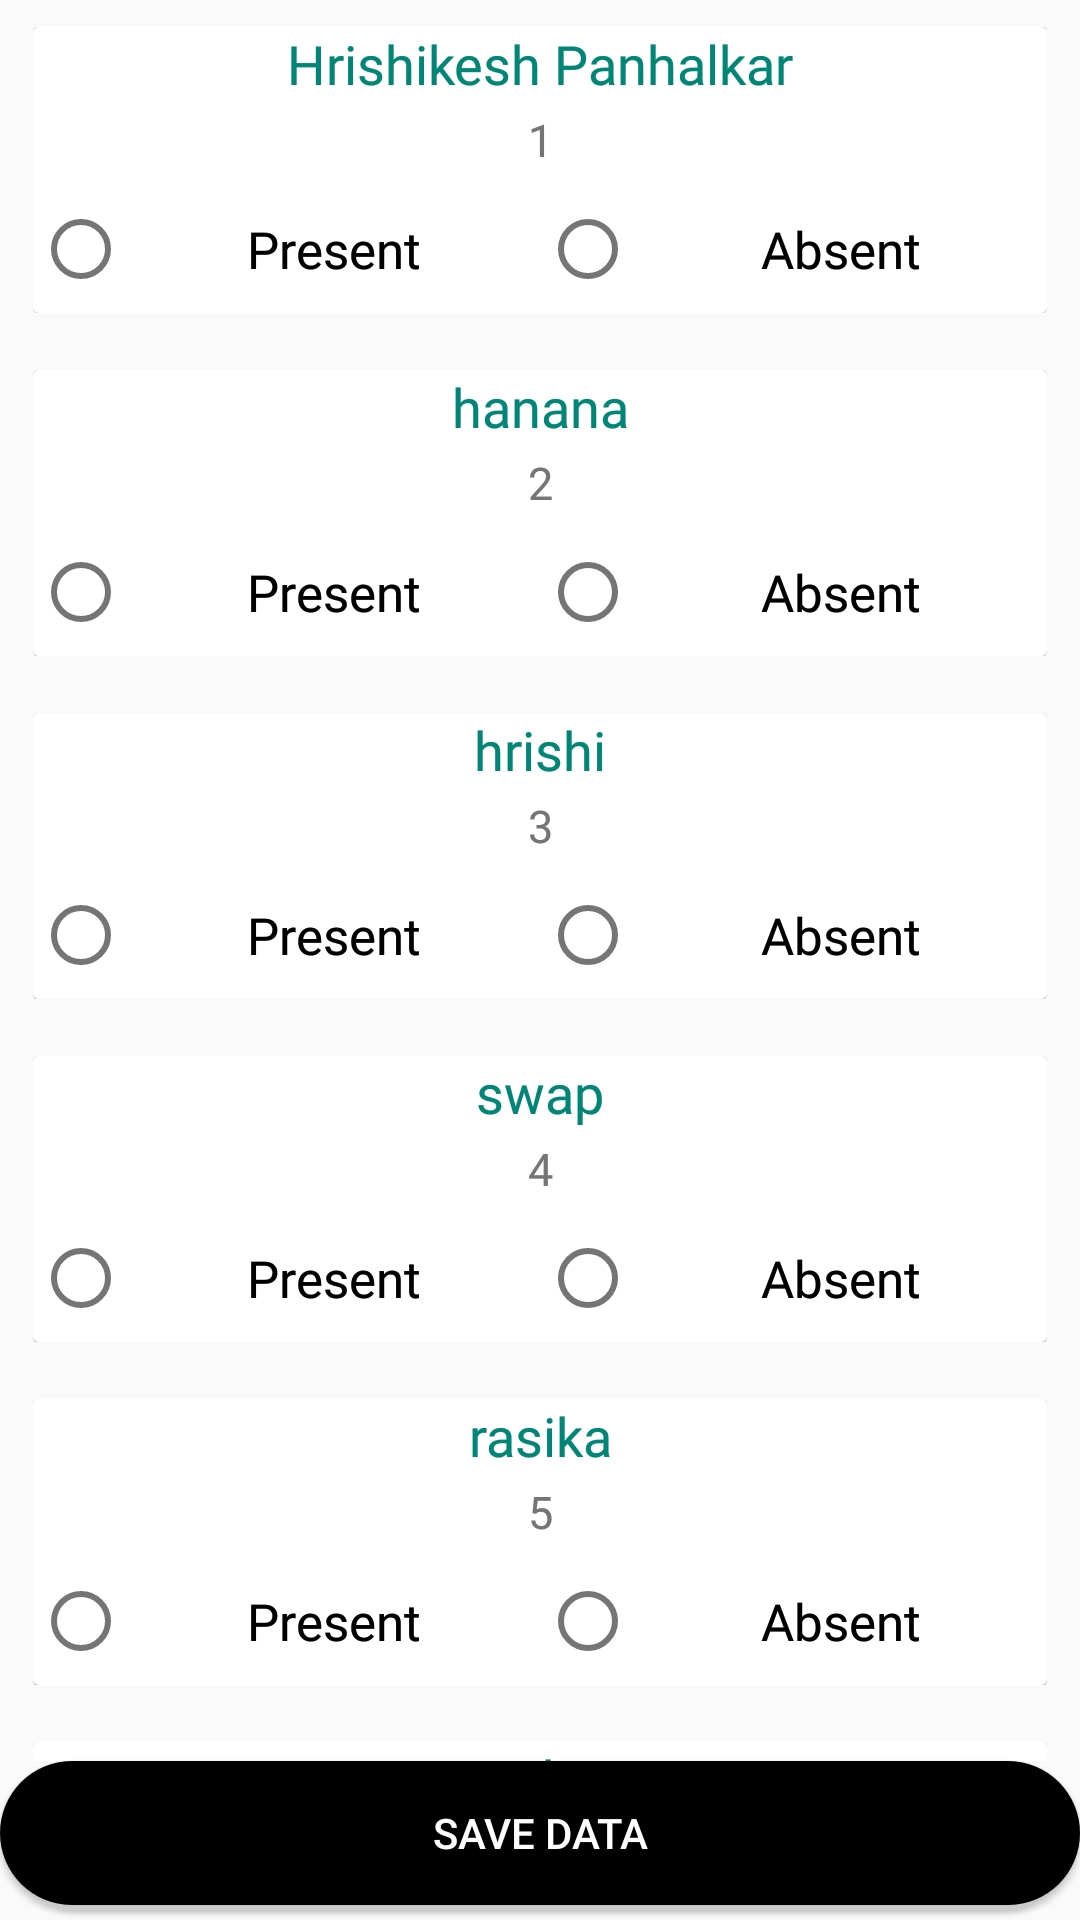 Hrishikesh Panhalkar
1
Present Absent
hanana
2
Present Absent
hrishi
3
Present Absent
swap
4
Present Absent
rasika
5
Present Absent
SAVE DATA